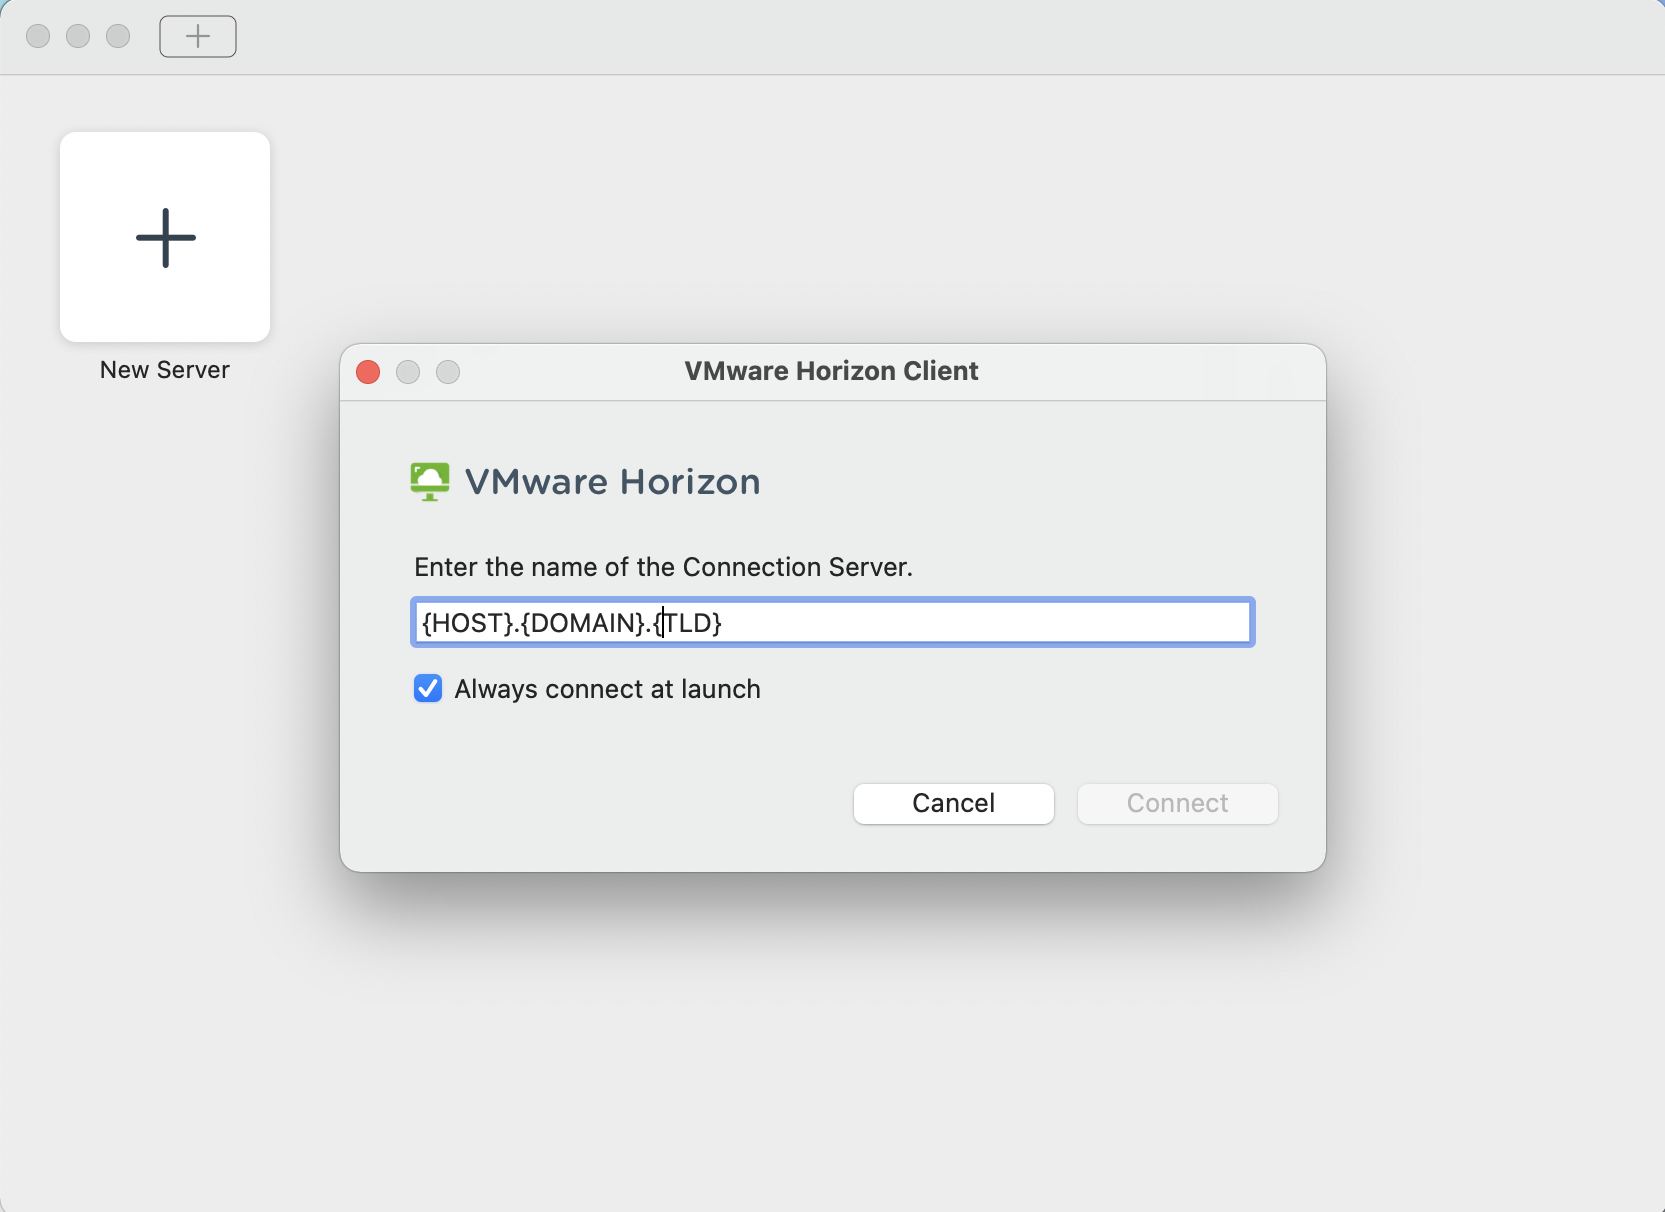 New Server
VMware Horizon Client
VMware Horizon
Enter the name of the Connection Server.
{HOST}.{DOMAIN}.{TLD}
Always connect at launch
Cancel
Connect